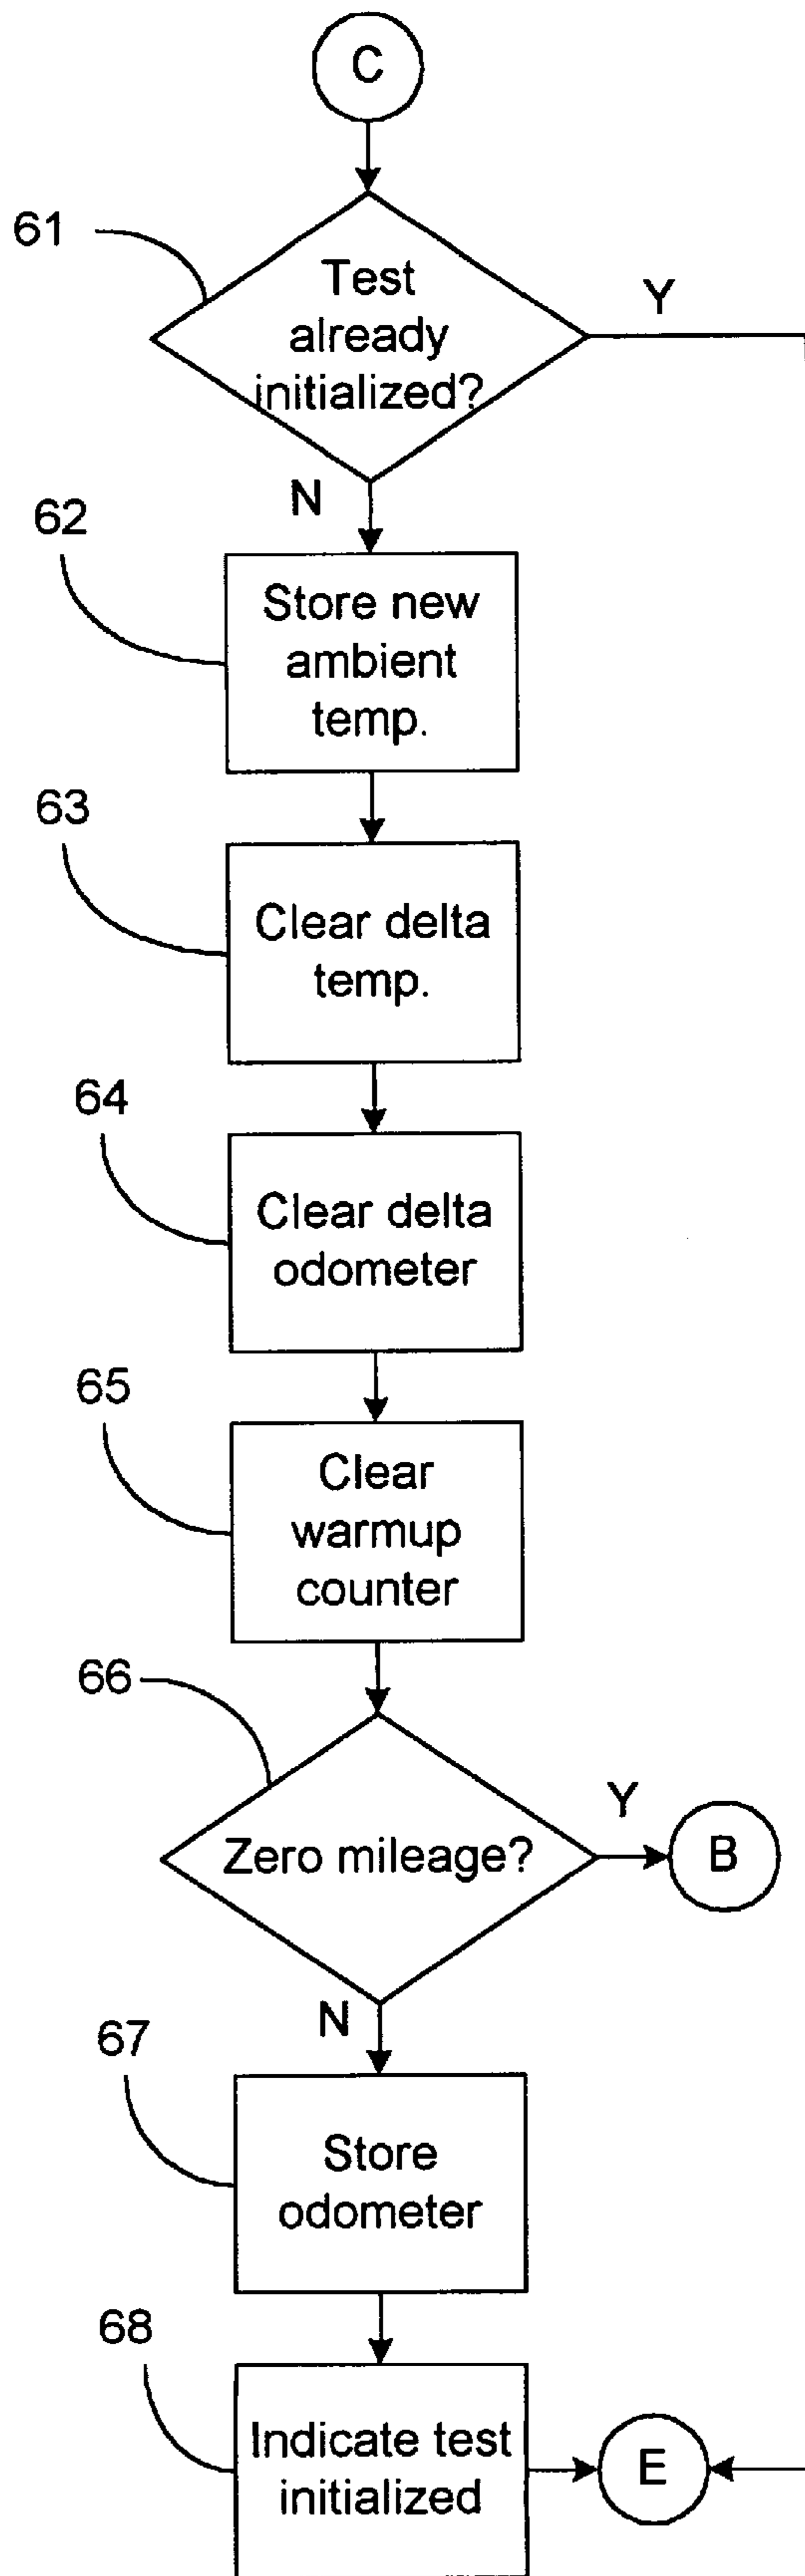 C
61
Test
already
initialized?
Y
N
62
Store new
ambient
temp.
63
Clear delta
temp.
64
Clear delta
odometer
65
Clear
warmup
counter
66
Zero mileage?
Y
B
N
67
Store
odometer
68
Indicate test
initialized
E